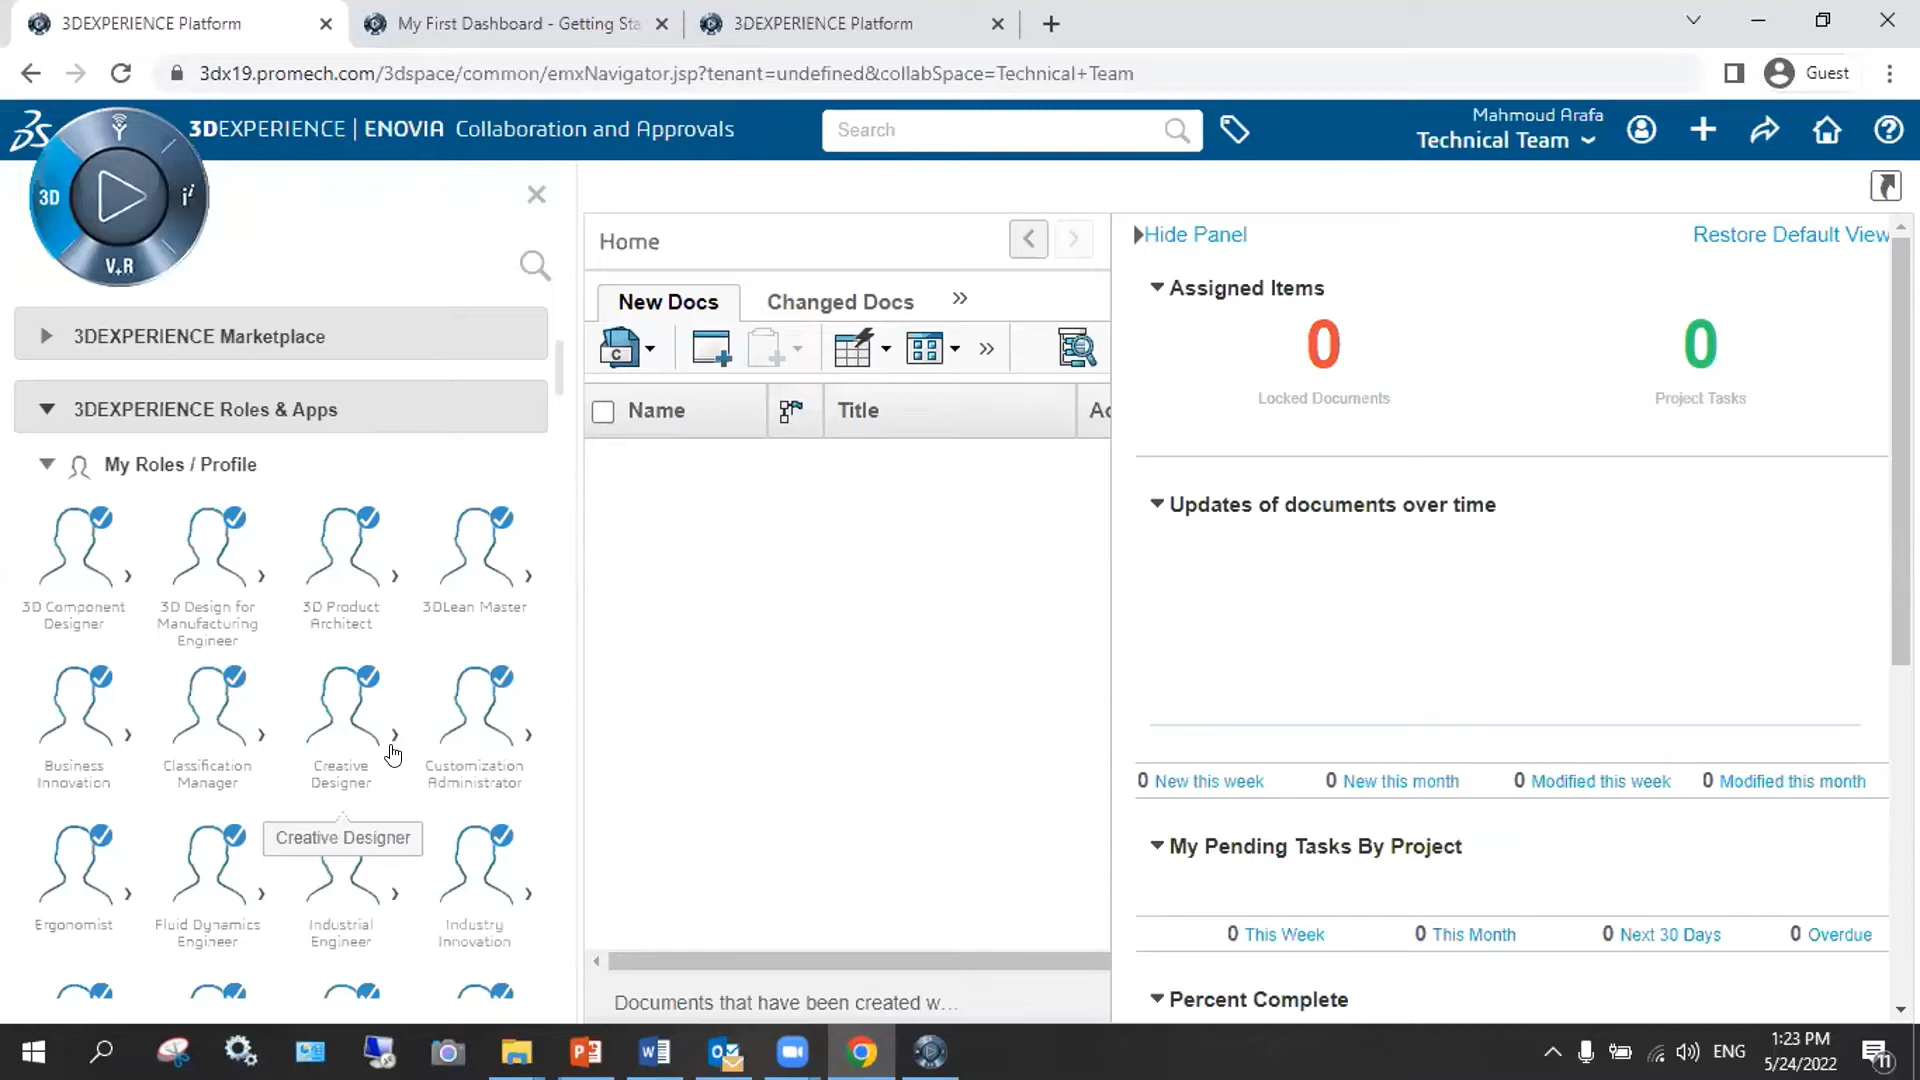 3DEXPERIENCE Platform
My First Dashboard - Getting Sta
3DEXPERIENCE Platform
3dx19.promech.com/3dspace/common/emxNavigator.jsp?tenant=undefined&collabSpace=Technical+Team
Guest
3DEXPERIENCE | ENOVIA Collaboration and Approvals
Search
Mahmoud Arafa
Technical Team
3D
V+R
Home
Hide Panel
Restore Default View
New Docs
Changed Docs
Assigned Items
0
0
Locked Documents
Project Tasks
3DEXPERIENCE Marketplace
3DEXPERIENCE Roles & Apps
My Roles / Profile
C
Name
Title
Ac
Updates of documents over time
3D Component Designer
3D Design for Manufacturing Engineer
3D Product Architect
3DLean Master
Business Innovation
Classification Manager
Creative Designer
Customization Administrator
Creative Designer
Ergonomist
Fluid Dynamics Engineer
Industrial Engineer
Industry Innovation
0 New this week
0 New this month
0 Modified this week
0 Modified this month
My Pending Tasks By Project
0 This Week
0 This Month
0 Next 30 Days
0 Overdue
Percent Complete
Documents that have been created w...
ENG
1:23 PM
5/24/2022
11